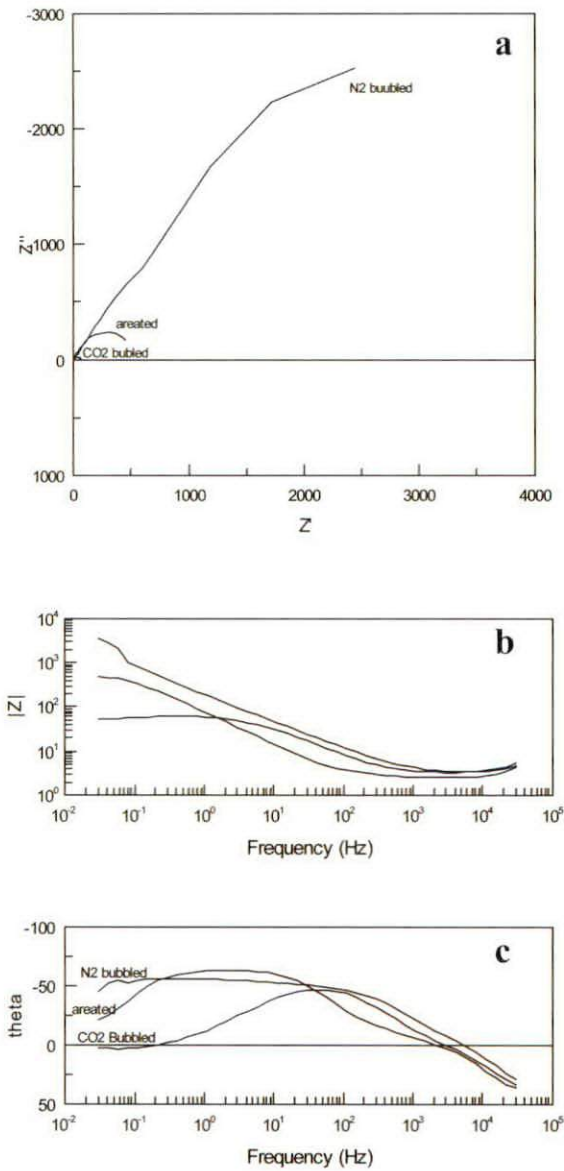 -3000
a
N2 buubled
-2000
Z''
-1000
areated
CO2 bubled
0
1000
0
1000
2000
3000
4000
Z'
b
10^4
10^3
10^2
10^1
10^0
|Z|
10^-2
10^-1
10^0
10^1
10^2
10^3
10^4
10^5
Frequency (Hz)
c
-100
-50
0
50
theta
N2 bubbled
areated
CO2 Bubbled
10^-2
10^-1
10^0
10^1
10^2
10^3
10^4
10^5
Frequency (Hz)